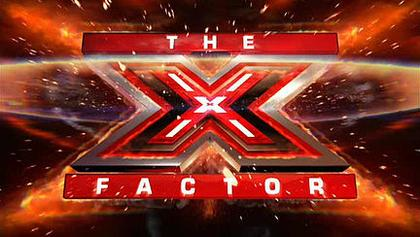 THE
X
FACTOR